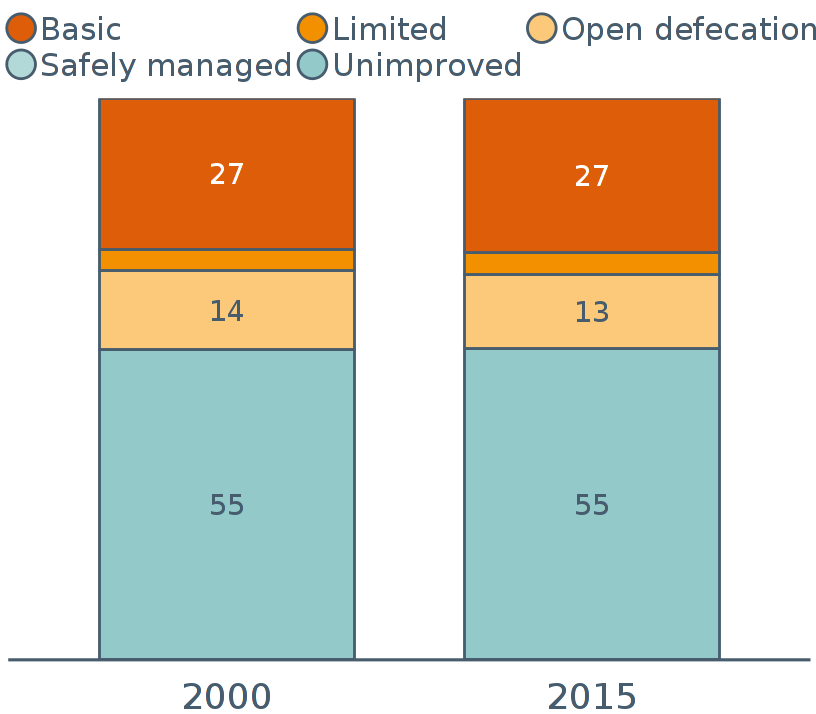 Basic Limited Open defecation
Safely managed Unimproved
27 27
14 13
55 55
2000 2015